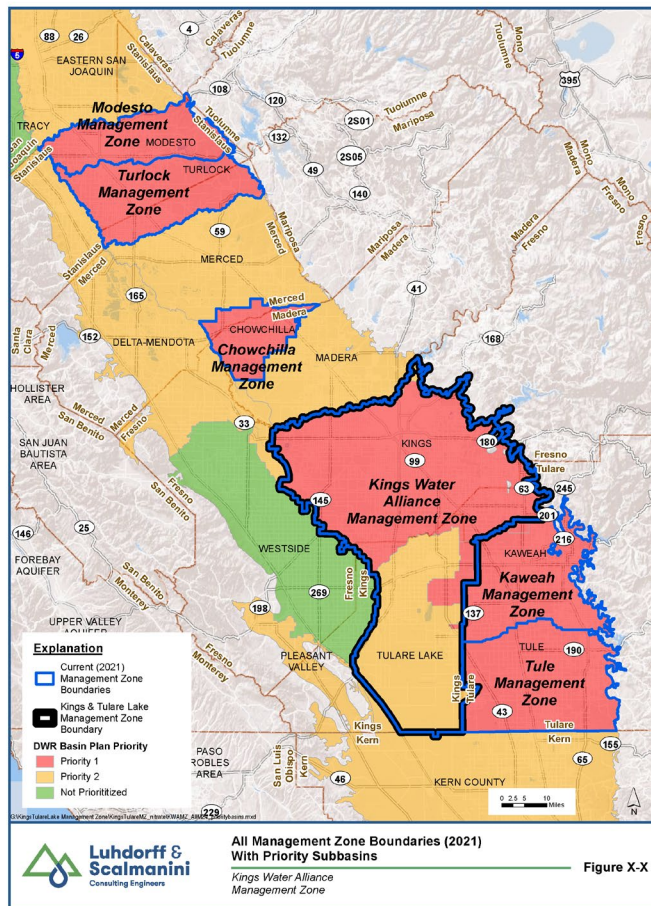 4
88
26
5
EASTERN SAN
JOAQUIN
Calaveras
Stanislaus
Calaveras
Tuolumne
395
108
120
Tuolumne
Stanislaus
Tuolumne
Mariposa
Tuolumne
Mono
2S01
2S05
132
49
140
TRACY
San
Joaquin
Stanislaus
Modesto
Management
Zone
MODESTO
TURLOCK
Turlock
Management
Zone
Mono
Madera
Mono
Fresno
Madera
Fresno
59
Mariposa
Merced
Mariposa
Madera
MERCED
Stanislaus
Merced
41
165
Merced
Madera
CHOWCHILLA
Chowchilla
Management
Zone
168
152
DELTA-MENDOTA
MADERA
Santa
Clara
Merced
HOLLISTER
AREA
Merced
San Benito
Merced
Fresno
33
SAN JUAN
BAUTISTA
AREA
KINGS
180
99
Fresno
Tulare
Kings Water
Alliance
Management Zone
63
245
201
216
145
Fresno
San Benito
25
146
WESTSIDE
KAWEAH
Kaweah
Management
Zone
FOREBAY
AQUIFER
San Benito
Monterey
269
Fresno
Kings
137
198
UPPER VALLEY
PLEASANT
VALLEY
TULARE LAKE
TULE
190
Tule
Management
Zone
Fresno
Monterey
Kings
Tulare
43
Kings
Kern
Tulare
Kern
155
65
PASO
ROBLES
AREA
San Luis
Obispo
Kern
46
KERN COUNTY
229
Explanation
Current (2021)
Management Zone
Boundaries
Kings & Tulare Lake
Management Zone
Boundary
DWR Basin Plan Priority
Priority 1
Priority 2
Not Priorititized
0 2.5 5 10
Miles
N
Luhdorff &
Scalmanini
Consulting Engineers
All Management Zone Boundaries (2021)
With Priority Subbasins
Kings Water Alliance
Management Zone
Figure X-X